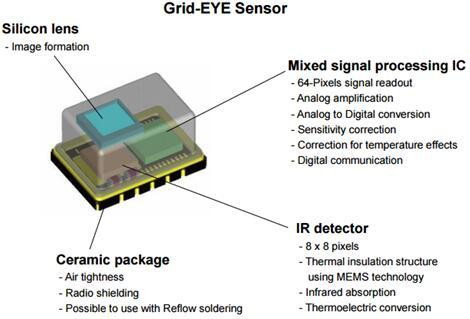 Grid-EYE Sensor
Silicon lens
- Image formation
Mixed signal processing IC
- 64-Pixels signal readout
- Analog amplification
- Analog to Digital conversion
- Sensitivity correction
- Correction for temperature effects
- Digital communication
IR detector
- 8 x 8 pixels
- Thermal insulation structure
using MEMS technology
- Infrared absorption
- Thermoelectric conversion
Ceramic package
- Air tightness
- Radio shielding
- Possible to use with Reflow soldering